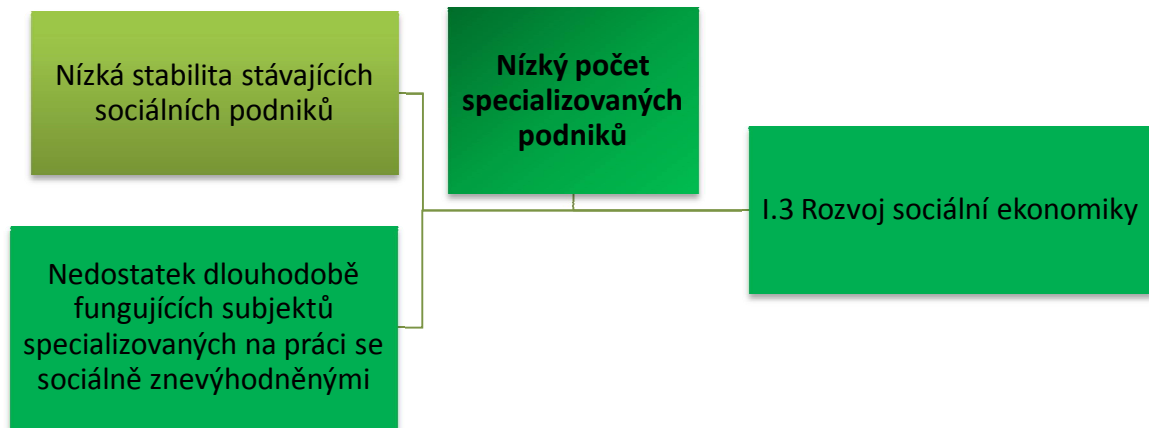 Nízká stabilita stávajících
sociálních podniků
Nízký počet
specializovaných
podniků
I.3 Rozvoj sociální ekonomiky
Nedostatek dlouhodobě
fungujících subjektů
specializovaných na práci se
sociálně znevýhodněnými